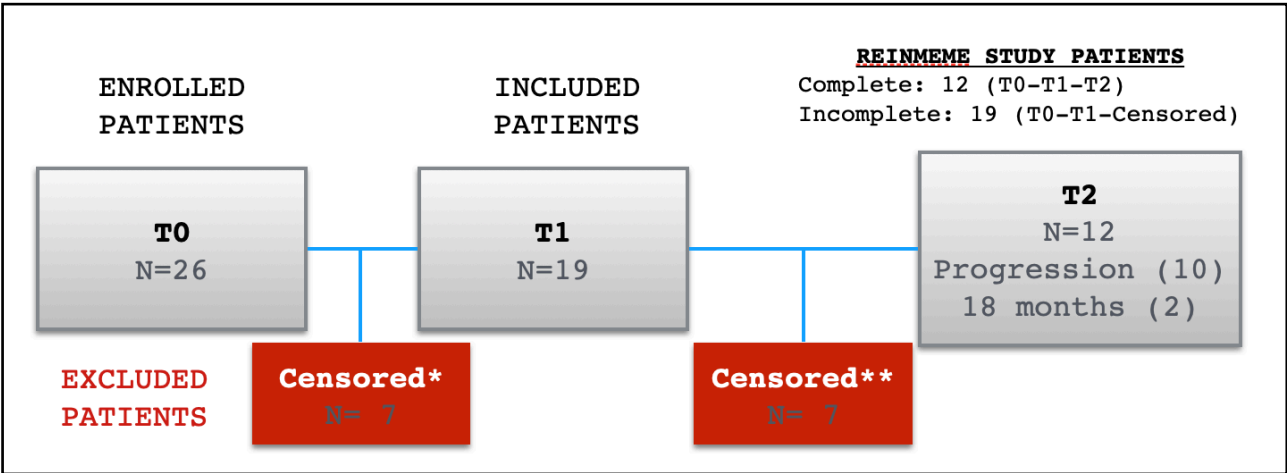 REINMEME STUDY PATIENTS
Complete: 12 (T0-T1-T2)
Incomplete: 19 (T0-T1-Censored)
ENROLLED
PATIENTS
INCLUDED
PATIENTS
T0
N=26
T1
N=19
T2
N=12
Progression (10)
18 months (2)
EXCLUDED
PATIENTS
Censored*
N= 7
Censored**
N= 7